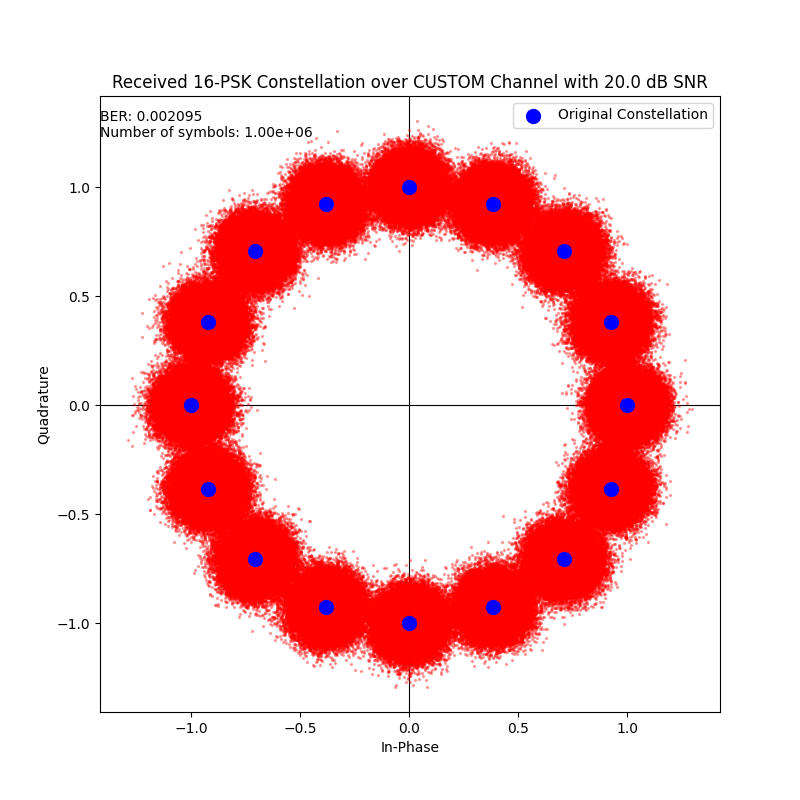 Received 16-PSK Constellation over CUSTOM Channel with 20.0 dB SNR
BER: 0.002095
Number of symbols: 1.00e+06
Original Constellation
1.0
0.5
0.0
−0.5
−1.0
Quadrature
−1.0
−0.5
0.0
0.5
1.0
In-Phase